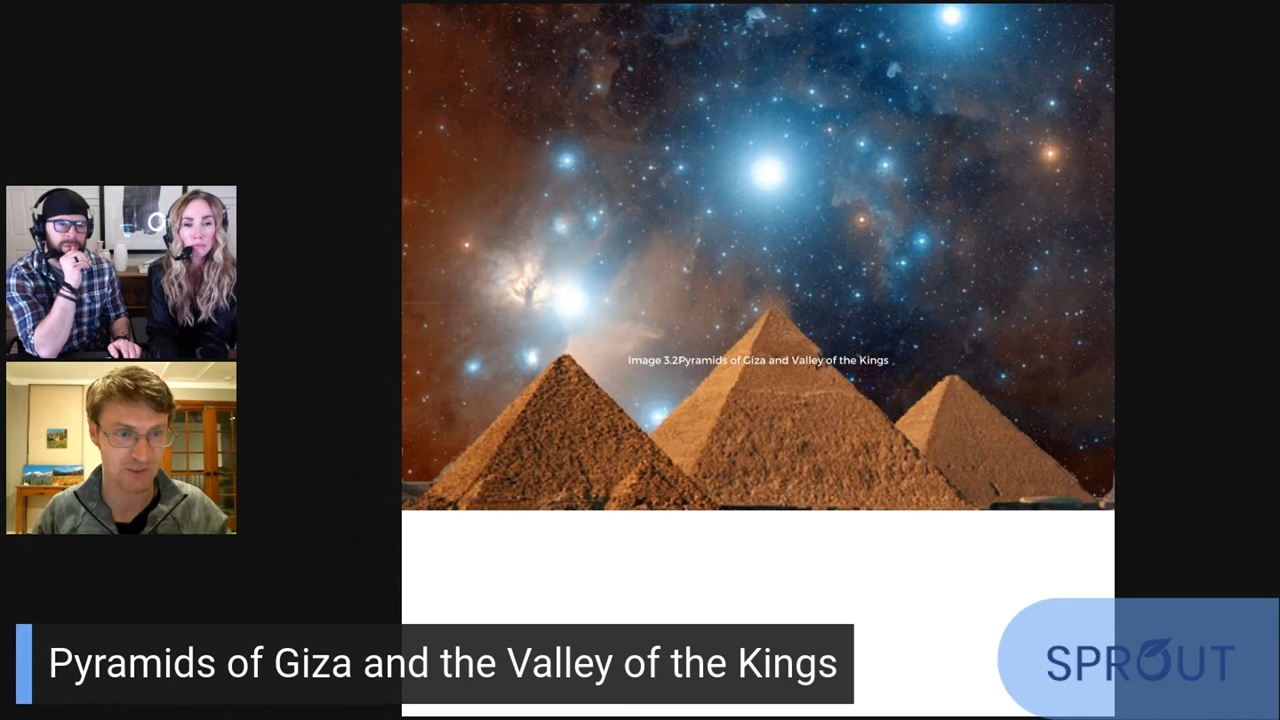 Image 3.2Pyramids of Giza and Valley of the Kings
Pyramids of Giza and the Valley of the Kings
SPROUT